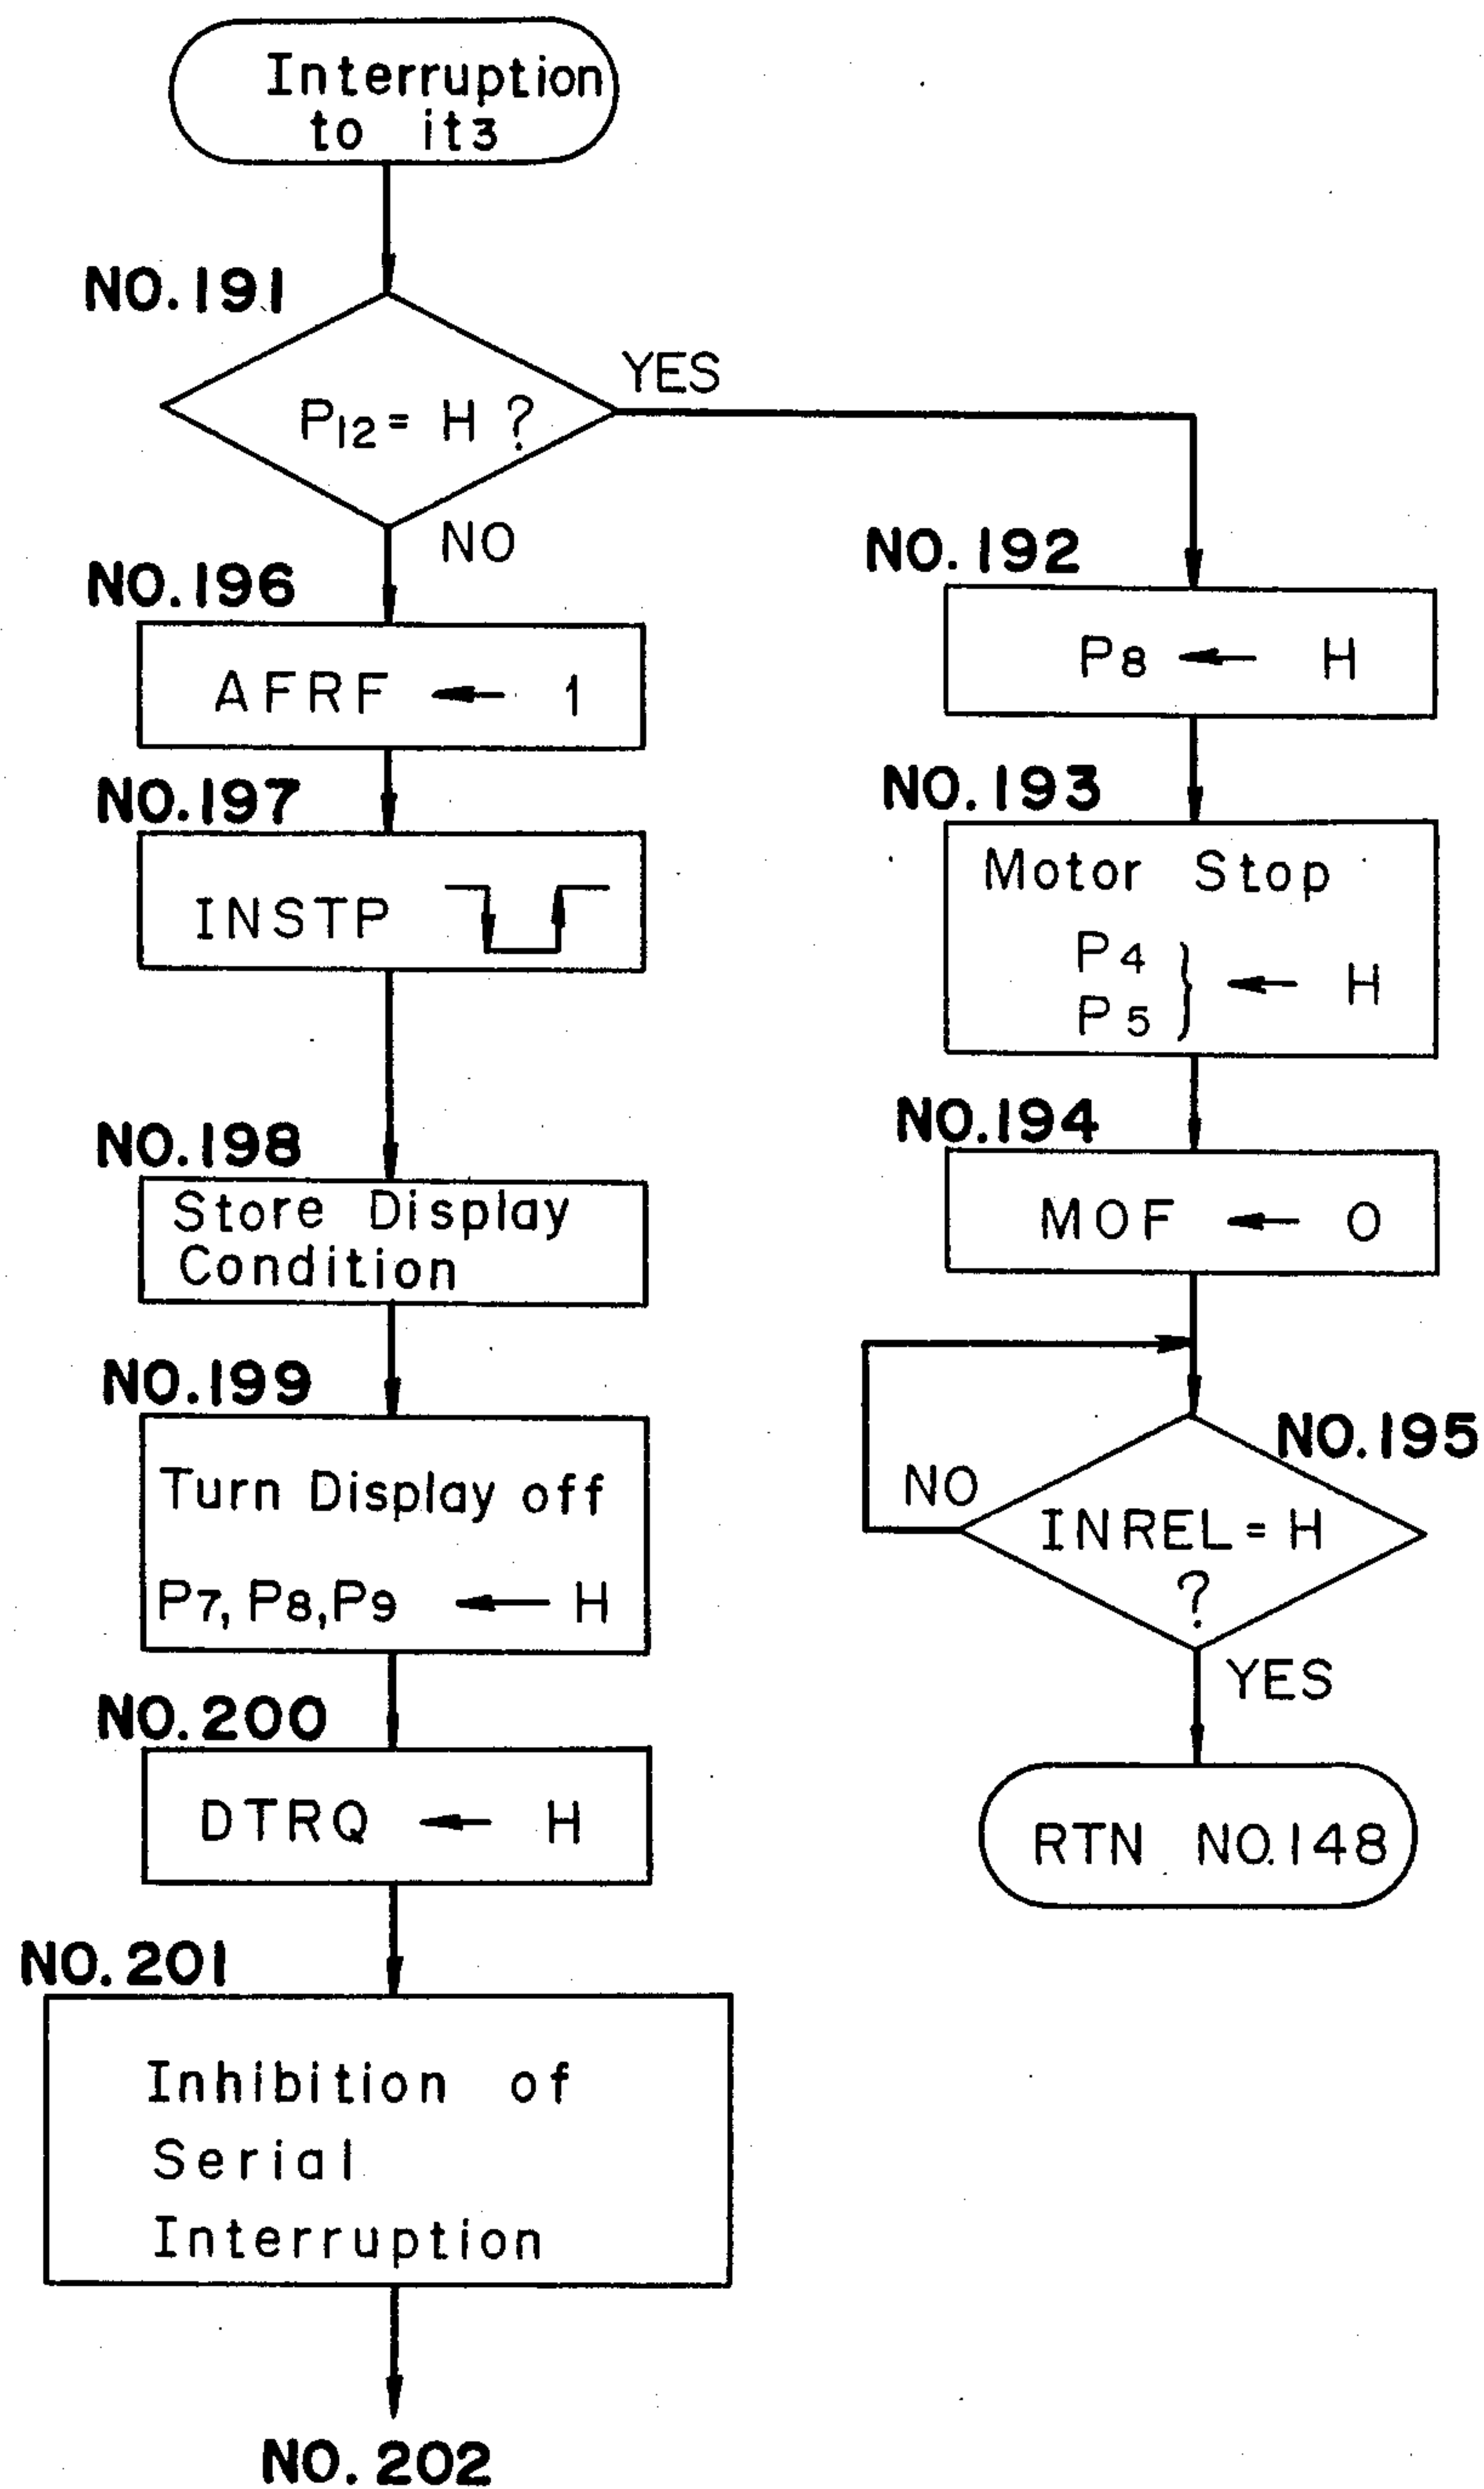 Interruption
to it3
NO.191
P12= H ?
YES
NO
NO.196
AFRF ← 1
NO.197
INSTP
NO.198
Store Display
Condition
NO.199
Turn Display off
P7, P8, P9 ← H
NO.200
DTRQ ← H
NO.201
Inhibition of
Serial
Interruption
NO.202
NO.192
P8 ← H
NO.193
Motor Stop
P4
P5 } ← H
NO.194
MOF ← 0
NO.195
NO
INREL = H
?
YES
RTN NO.148